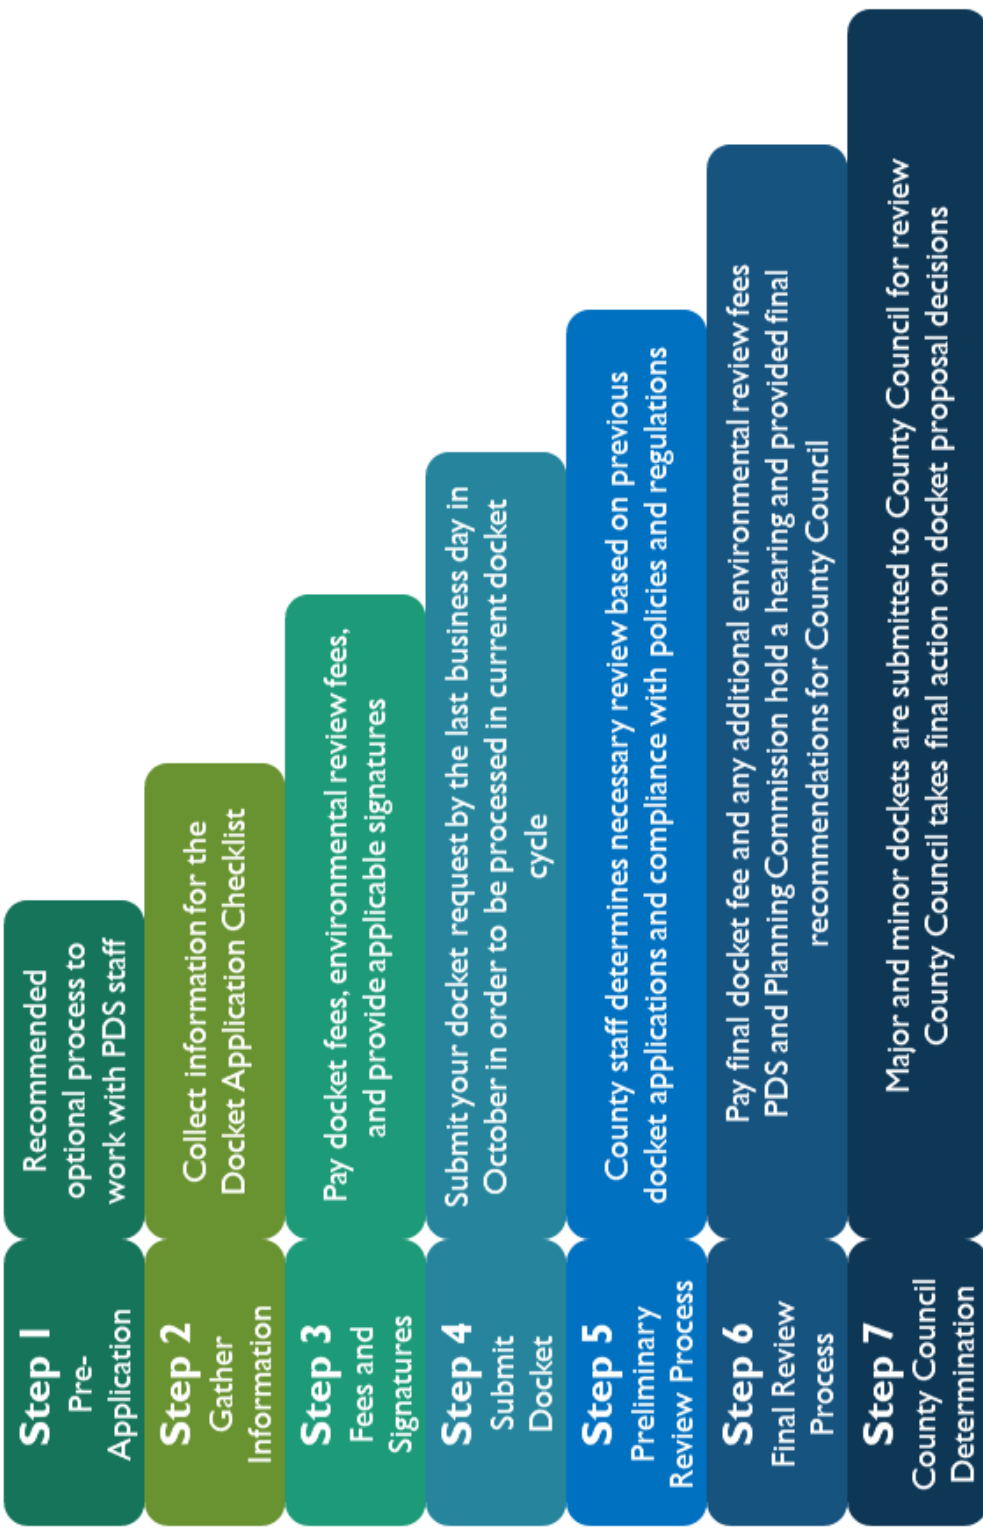 Step 1
Pre-
Application
Recommended
optional process to
work with PDS staff
Step 2
Gather
Information
Collect information for the
Docket Application Checklist
Step 3
Fees and
Signatures
Pay docket fees, environmental review fees,
and provide applicable signatures
Step 4
Submit
Docket
Submit your docket request by the last business day in
October in order to be processed in current docket
cycle
Step 5
Preliminary
Review Process
County staff determines necessary review based on previous
docket applications and compliance with policies and regulations
Step 6
Final Review
Process
Pay final docket fee and any additional environmental review fees
PDS and Planning Commission hold a hearing and provided final
recommendations for County Council
Step 7
County Council
Determination
Major and minor dockets are submitted to County Council for review
County Council takes final action on docket proposal decisions